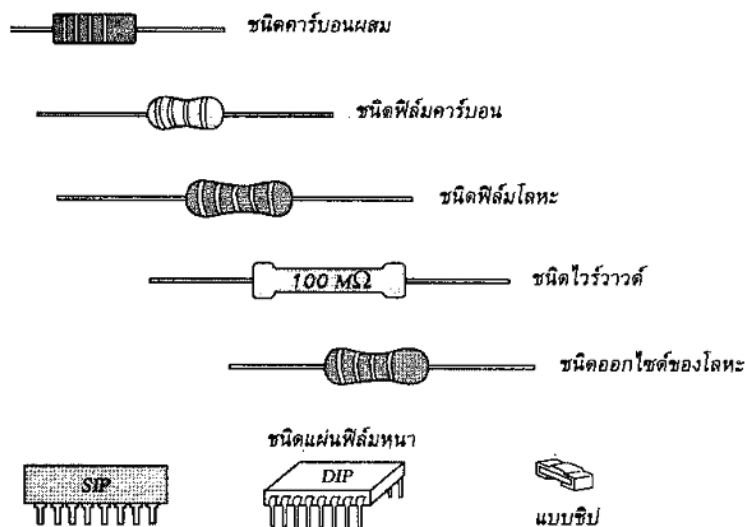 ชนิดคาร์บอนผสม
ชนิดฟิล์มคาร์บอน
ชนิดฟิล์มโลหะ
100 MΩ
ชนิดไวร์วาวด์
ชนิดออกไซด์ของโลหะ
ชนิดแผ่นฟิล์มหนา
SIP
DIP
แบบชิป